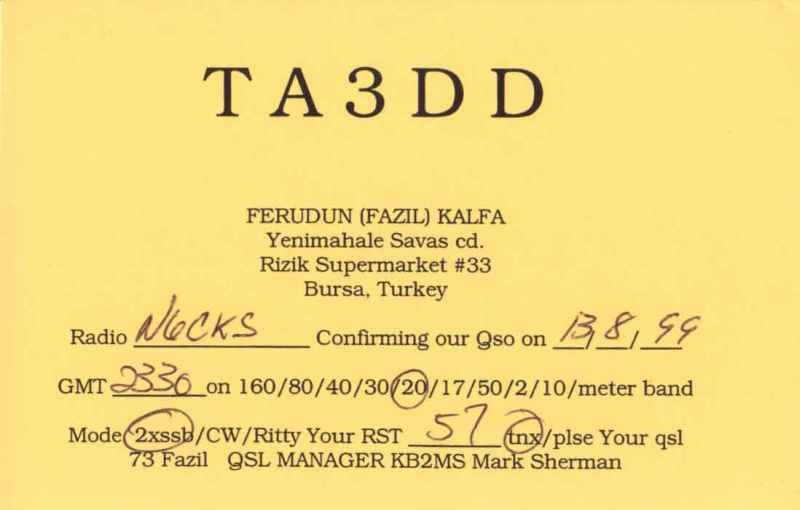 TA3DD
FERUDUN (FAZIL) KALFA
Yenimahale Savas cd.
Rizik Supermarket #33
Bursa, Turkey
Radio N6CKS Confirming our Qso on 13/8/99
GMT 2330 on 160/80/40/30/20/17/50/2/10/meter band
Mode 2xssb/CW/Ritty Your RST 57 tnx/plse Your qsl
73 Fazil QSL MANAGER KB2MS Mark Sherman